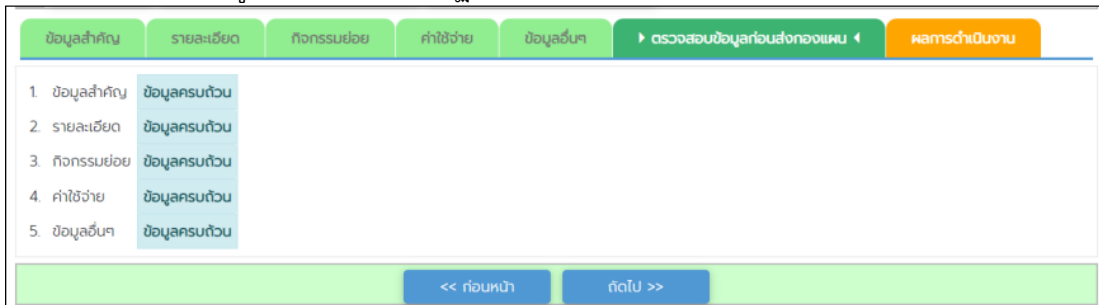 ข้อมูลสำคัญ รายละเอียด กิจกรรมย่อย ค่าใช้จ่าย ข้อมูลอื่นๆ ตรวจสอบข้อมูลก่อนส่งกองแผน ผลการดำเนินงาน
1. ข้อมูลสำคัญ ข้อมูลครบถ้วน
2. รายละเอียด ข้อมูลครบถ้วน
3. กิจกรรมย่อย ข้อมูลครบถ้วน
4. ค่าใช้จ่าย ข้อมูลครบถ้วน
5. ข้อมูลอื่นๆ ข้อมูลครบถ้วน
<< ก่อนหน้า ถัดไป >>